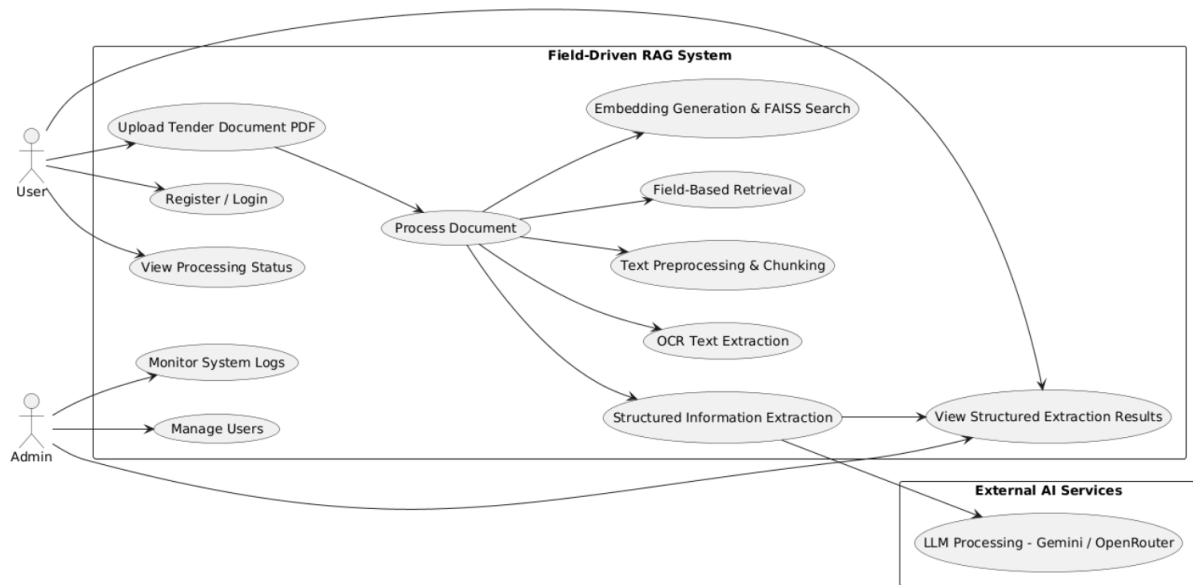 Field-Driven RAG System
Embedding Generation & FAISS Search
Upload Tender Document PDF
User
Field-Based Retrieval
Register / Login
Process Document
View Processing Status
Text Preprocessing & Chunking
OCR Text Extraction
Monitor System Logs
Admin
Structured Information Extraction
View Structured Extraction Results
Manage Users
External AI Services
LLM Processing - Gemini / OpenRouter